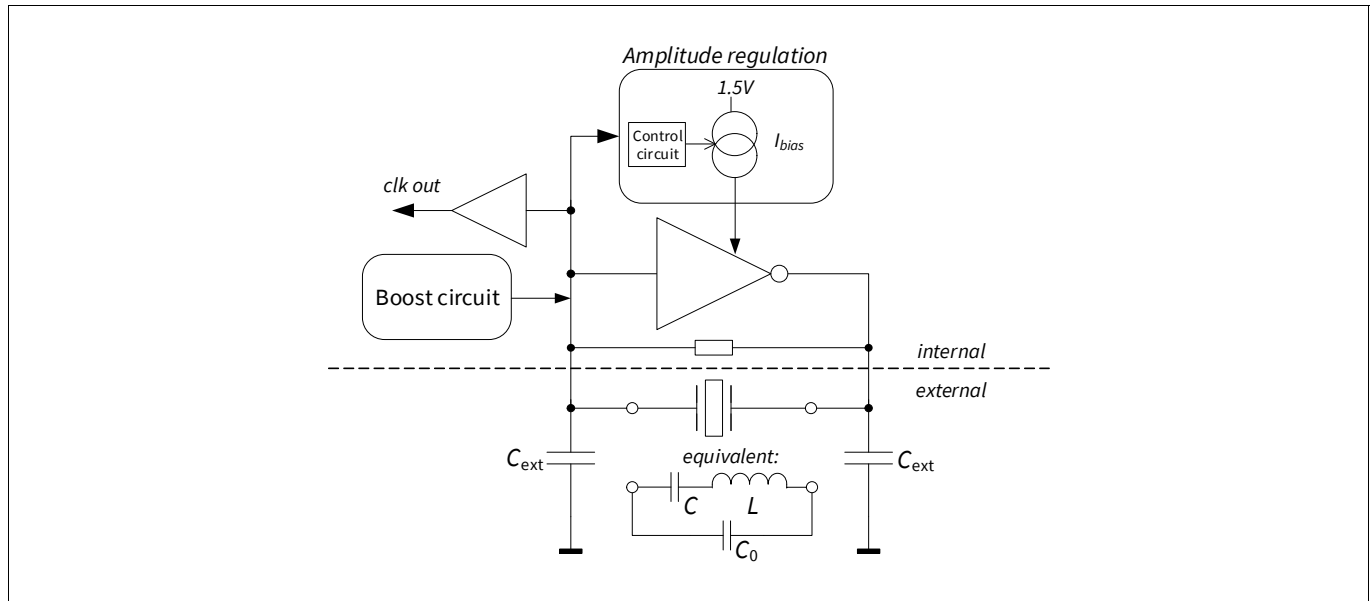 Amplitude regulation
1.5V
Control
circuit
Ibias
clk out
Boost circuit
internal
external
Cext
Cext
equivalent:
C
L
C0